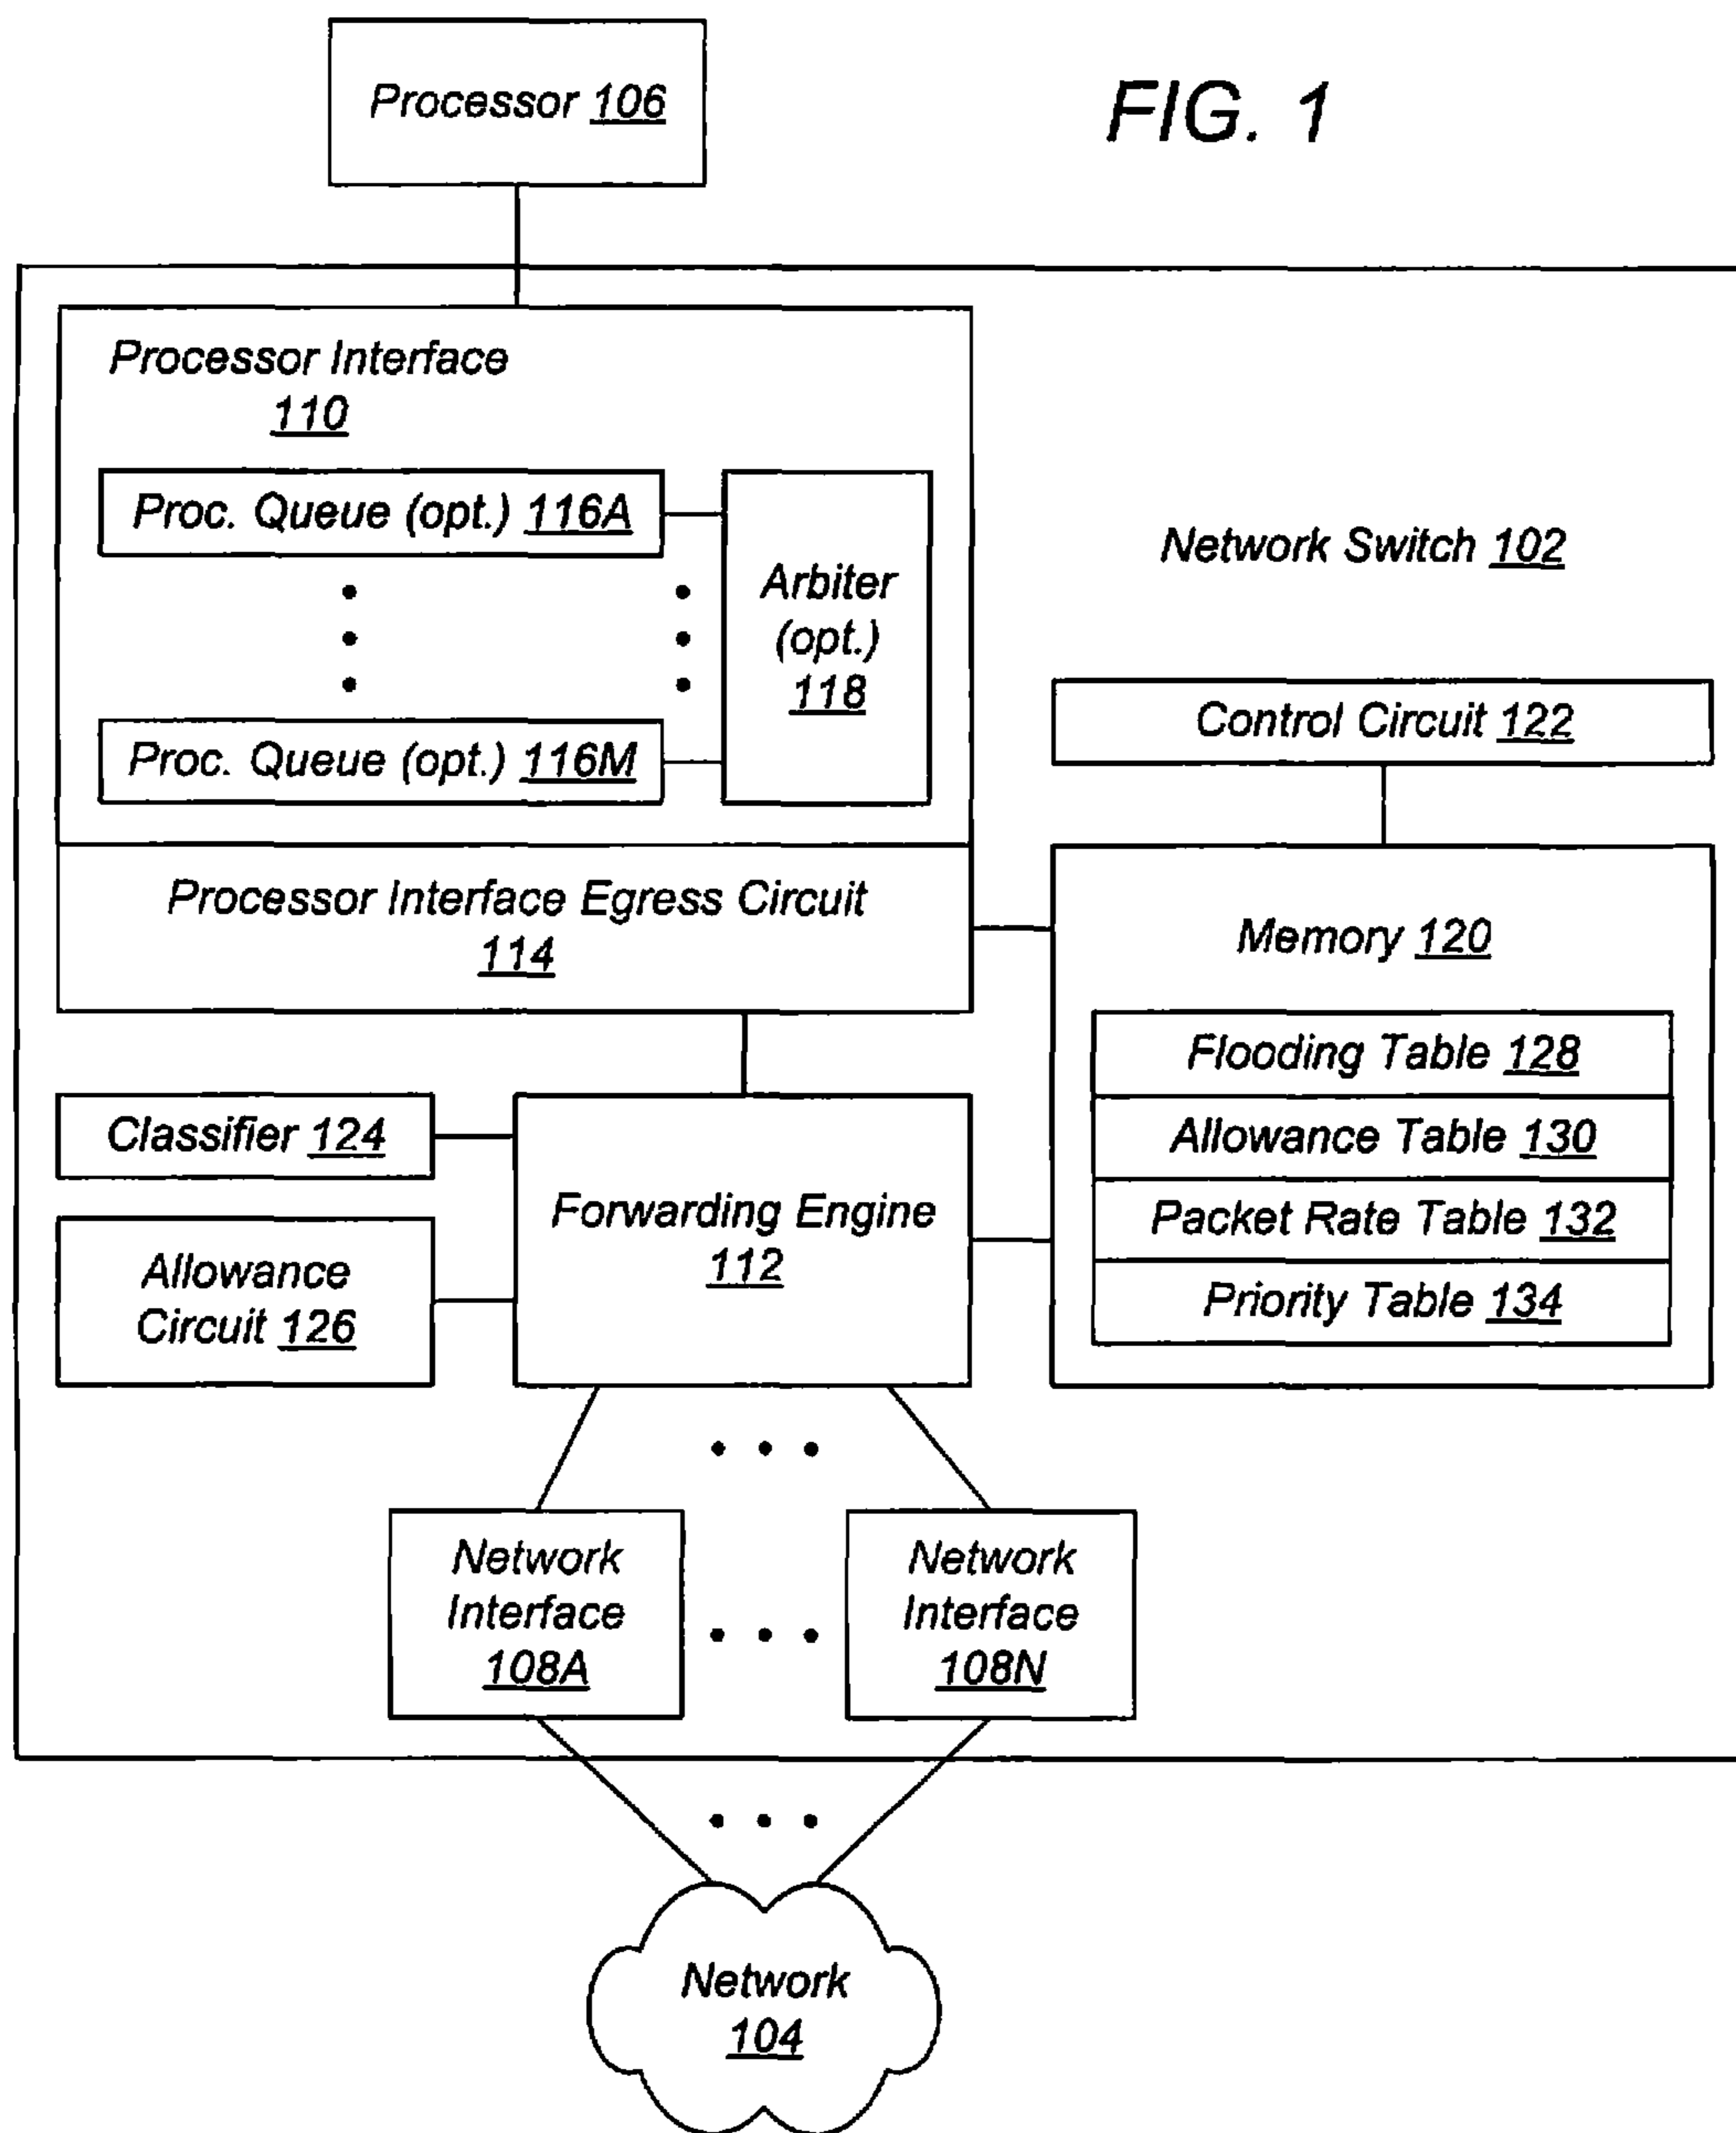 Processor 106
FIG. 1
Processor Interface
110
Proc. Queue (opt.) 116A
Arbiter
(opt.)
118
Proc. Queue (opt.) 116M
Network Switch 102
Control Circuit 122
Processor Interface Egress Circuit
114
Memory 120
Flooding Table 128
Allowance Table 130
Packet Rate Table 132
Priority Table 134
Classifier 124
Allowance
Circuit 126
Forwarding Engine
112
Network
Interface
108A
Network
Interface
108N
Network
104